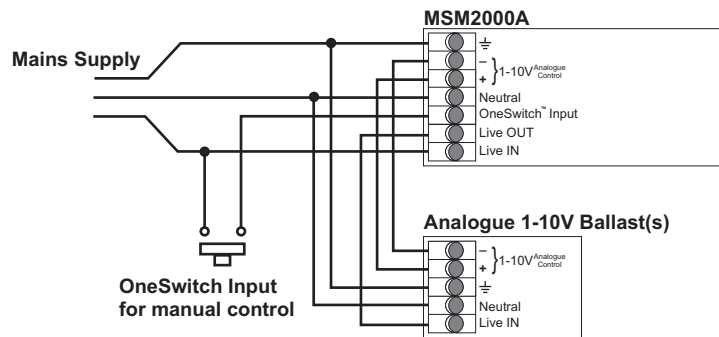 MSM2000A
Mains Supply
–
+
1-10V Analogue Control
Neutral
OneSwitch™ Input
Live OUT
Live IN
Analogue 1-10V Ballast(s)
–
+
1-10V Analogue Control
Neutral
Live IN
OneSwitch Input
for manual control